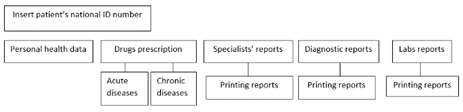 Insert patient's national ID number
Personal health data
Drugs prescription
Specialists' reports
Diagnostic reports
Labs reports
Acute
diseases
Chronic
diseases
Printing reports
Printing reports
Printing reports